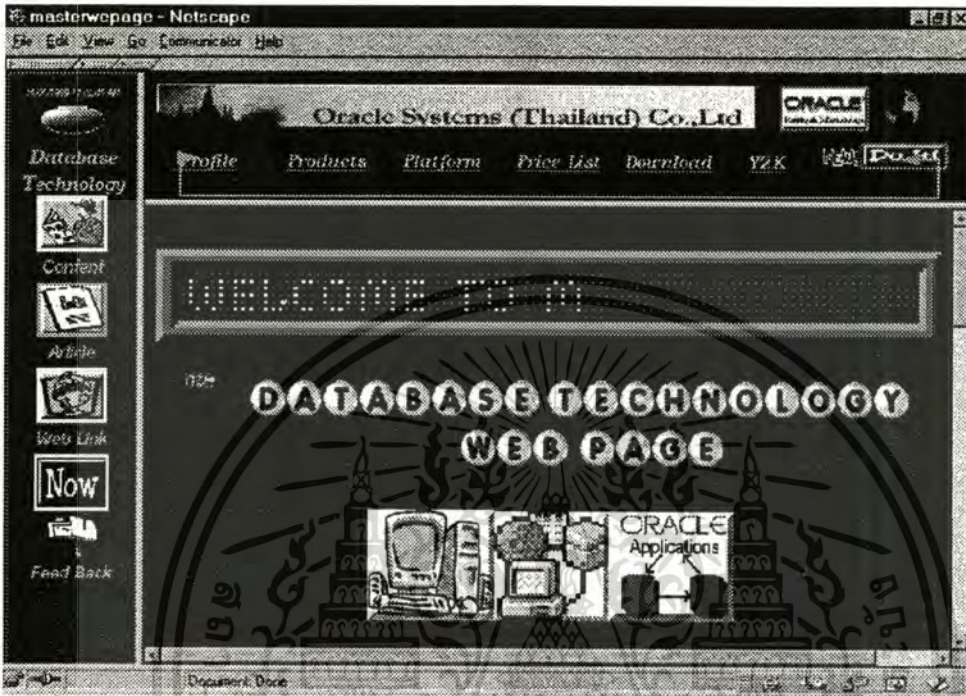 masterwepage - Netscape
File Edit View Go Communicator Help
Oracle Systems (Thailand) Co.,Ltd
ORACLE
Database
Technology
Profile Products Platform Price List Download Y2K
Content
WELCOME TO M
Article
DATABASE TECHNOLOGY
WEB PAGE
Web Link
Now
ORACLE
Applications
Feed Back
Document: Done